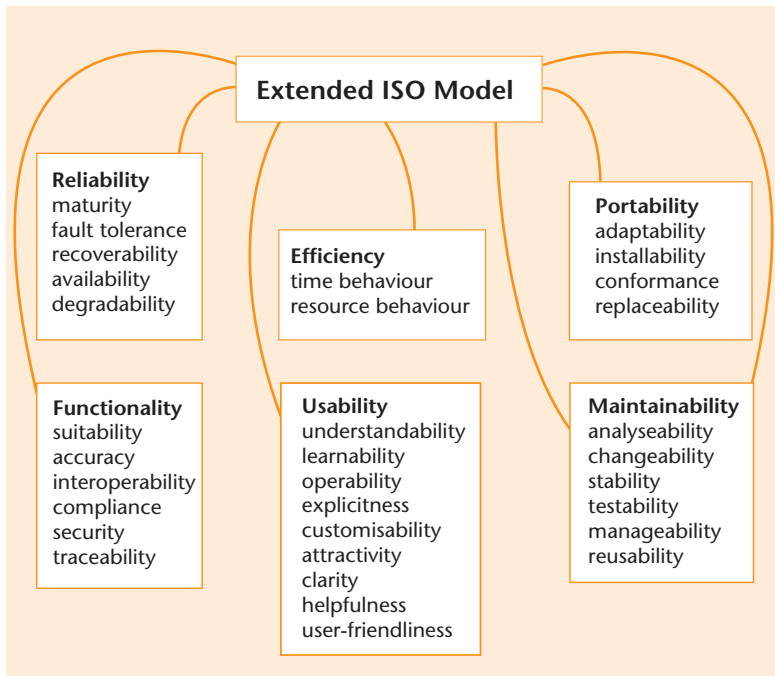 Extended ISO Model
Reliability
maturity
fault tolerance
recoverability
availability
degradability
Efficiency
time behaviour
resource behaviour
Portability
adaptability
installability
conformance
replaceability
Functionality
suitability
accuracy
interoperability
compliance
security
traceability
Usability
understandability
learnability
operability
explicitness
customisability
attractivity
clarity
helpfulness
user-friendliness
Maintainability
analyseability
changeability
stability
testability
manageability
reusability